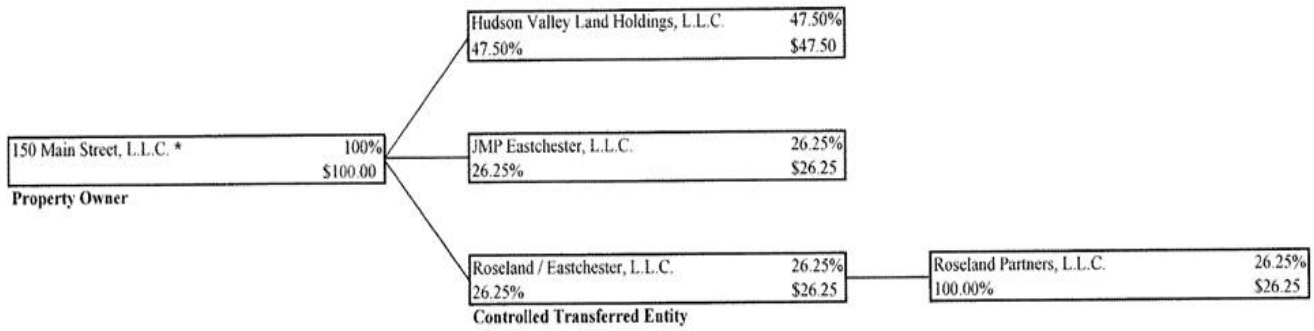 Hudson Valley Land Holdings, L.L.C. 47.50%
47.50% $47.50
150 Main Street, L.L.C. * 100%
$100.00
Property Owner
JMP Eastchester, L.L.C. 26.25%
26.25% $26.25
Roseland / Eastchester, L.L.C. 26.25%
26.25% $26.25
Controlled Transferred Entity
Roseland Partners, L.L.C. 26.25%
100.00% $26.25